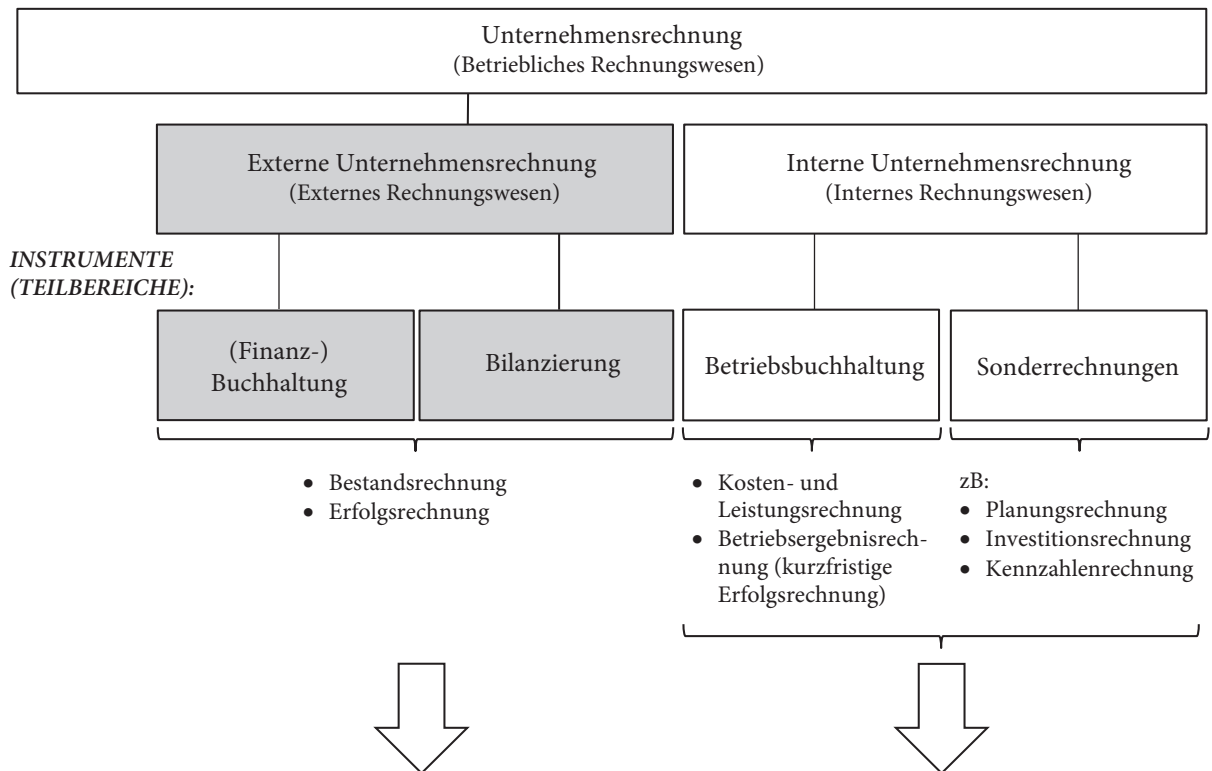 Unternehmensrechnung
(Betriebliches Rechnungswesen)
Externe Unternehmensrechnung
(Externes Rechnungswesen)
Interne Unternehmensrechnung
(Internes Rechnungswesen)
INSTRUMENTE
(TEILBEREICHE):
(Finanz-)
Buchhaltung
Bilanzierung
Betriebsbuchhaltung
Sonderrechnungen
• Bestandsrechnung
• Erfolgsrechnung
• Kosten- und
Leistungsrechnung
• Betriebsergebnisrech-
nung (kurzfristige
Erfolgsrechnung)
zB:
• Planungsrechnung
• Investitionsrechnung
• Kennzahlenrechnung